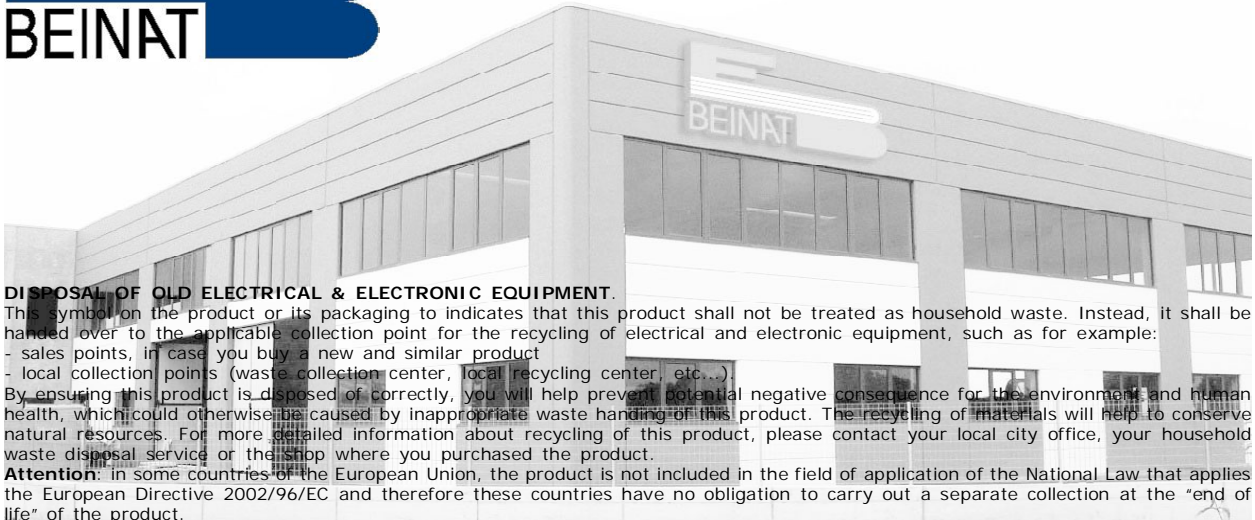 BEINAT
BEINAT
DISPOSAL OF OLD ELECTRICAL & ELECTRONIC EQUIPMENT.
This symbol on the product or its packaging to indicates that this product shall not be treated as household waste. Instead, it shall be
handed over to the applicable collection point for the recycling of electrical and electronic equipment, such as for example:
- sales points, in case you buy a new and similar product
- local collection points (waste collection center, local recycling center, etc...).
By ensuring this product is disposed of correctly, you will help prevent potential negative consequence for the environment and human
health, which could otherwise be caused by inappropriate waste handing of this product. The recycling of materials will help to conserve
natural resources. For more detailed information about recycling of this product, please contact your local city office, your household
waste disposal service or the shop where you purchased the product.
Attention: in some countries of the European Union, the product is not included in the field of application of the National Law that applies
the European Directive 2002/96/EC and therefore these countries have no obligation to carry out a separate collection at the “end of
life” of the product.